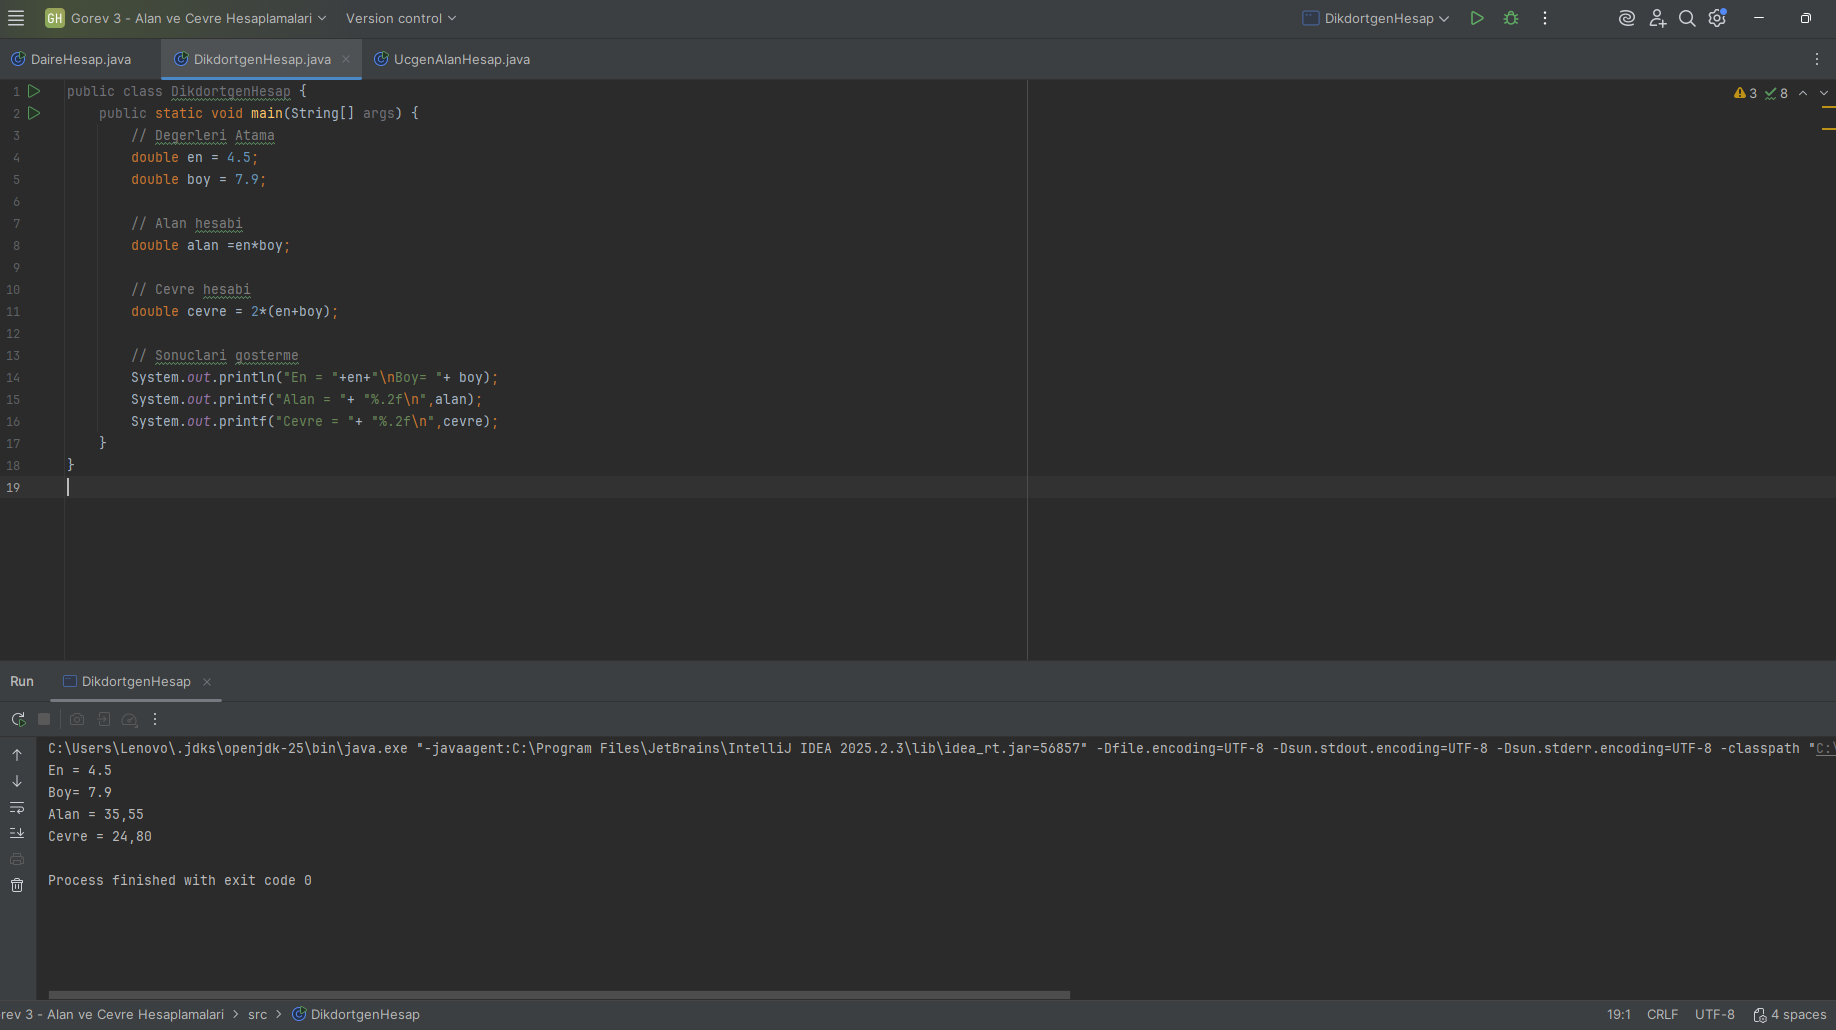 GH Gorev 3 - Alan ve Cevre Hesaplamalari Version control DikdortgenHesap
DaireHesap.java DikdortgenHesap.java UcgenAlanHesap.java
1 public class DikdortgenHesap { 3 8
2 public static void main(String[] args) {
3 // Degerleri Atama
4 double en = 4.5;
5 double boy = 7.9;
6
7 // Alan hesabi
8 double alan =en*boy;
9
10 // Cevre hesabi
11 double cevre = 2*(en+boy);
12
13 // Sonuclari gosterme
14 System.out.println("En = "+en+"\nBoy= "+ boy);
15 System.out.printf("Alan = "+ "%.2f\n",alan);
16 System.out.printf("Cevre = "+ "%.2f\n",cevre);
17 }
18 }
19
Run DikdortgenHesap
C:\Users\Lenovo\.jdks\openjdk-25\bin\java.exe "-javaagent:C:\Program Files\JetBrains\IntelliJ IDEA 2025.2.3\lib\idea_rt.jar=56857" -Dfile.encoding=UTF-8 -Dsun.stdout.encoding=UTF-8 -Dsun.stderr.encoding=UTF-8 -classpath "C:\
En = 4.5
Boy= 7.9
Alan = 35,55
Cevre = 24,80
Process finished with exit code 0
rev 3 - Alan ve Cevre Hesaplamalari > src > DikdortgenHesap 19:1 CRLF UTF-8 4 spaces